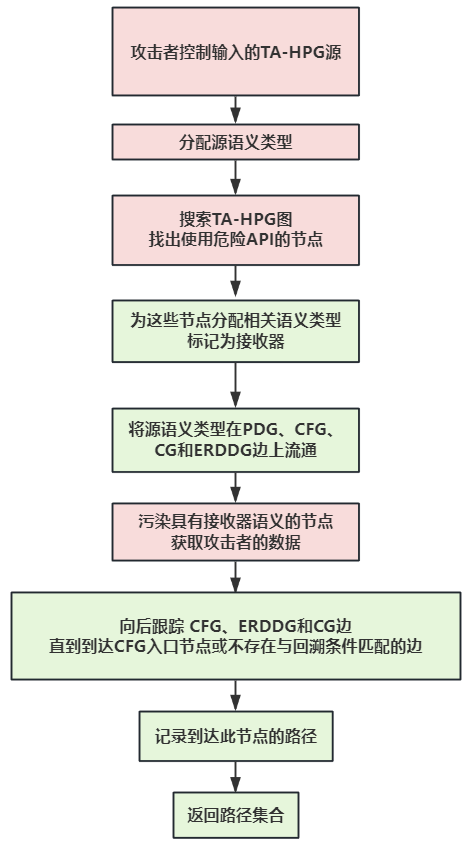 攻击者控制输入的TA-HPG源
分配源语义类型
搜索TA-HPG图
找出使用危险API的节点
为这些节点分配相关语义类型
标记为接收器
将源语义类型在PDG、CFG、
CG和ERDDG边上流通
污染具有接收器语义的节点
获取攻击者的数据
向后跟踪 CFG、ERDDG和CG边
直到到达CFG入口节点或不存在与回溯条件匹配的边
记录到达此节点的路径
返回路径集合